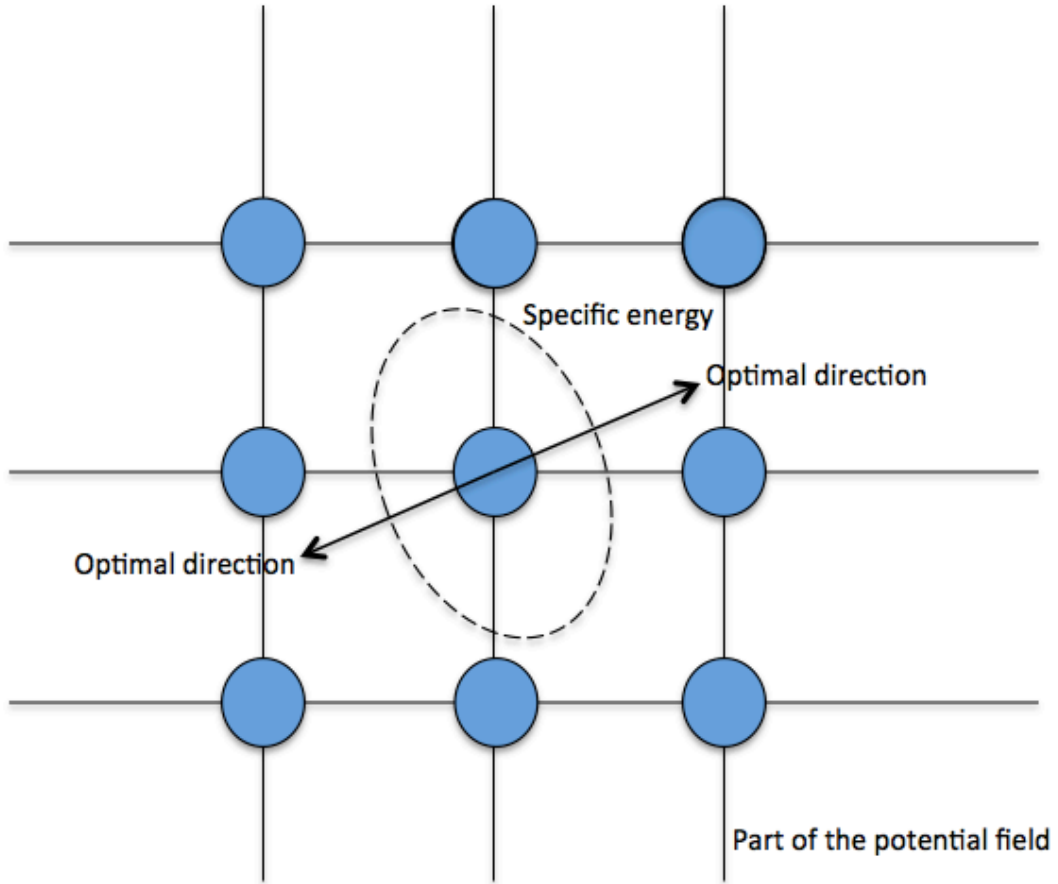 Specific energy
Optimal direction
Optimal direction
Part of the potential field